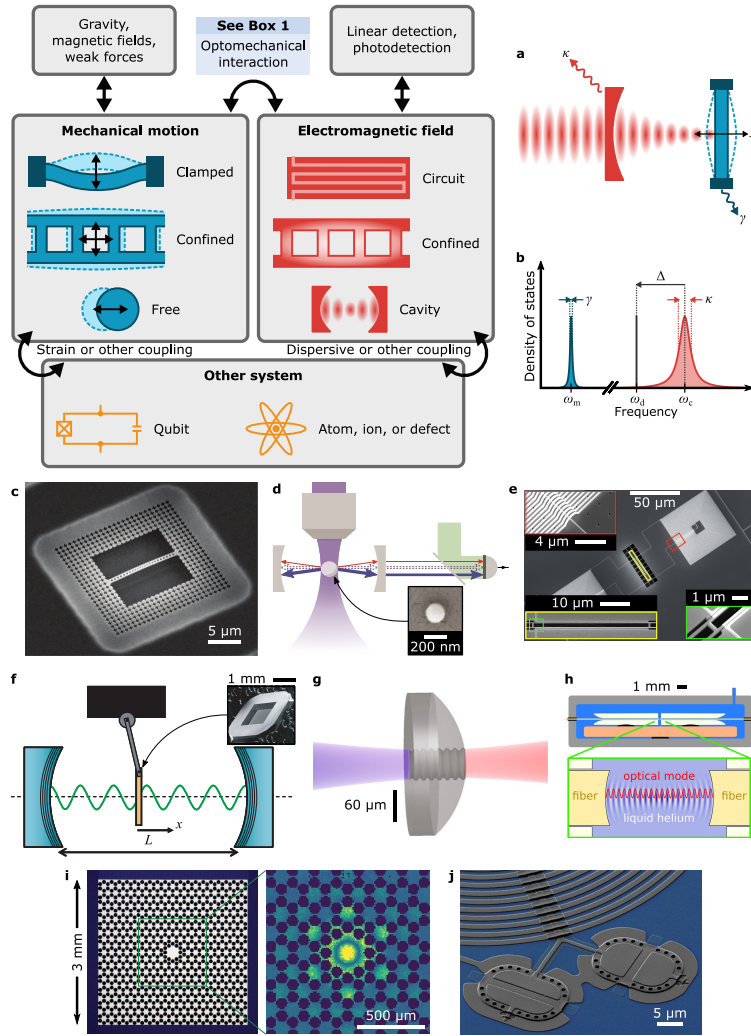 Gravity,
magnetic fields,
weak forces
See Box 1
Optomechanical
interaction
Linear detection,
photodetection
Mechanical motion
Clamped
Confined
Free
Electromagnetic field
Circuit
Confined
Cavity
Strain or other coupling
Dispersive or other coupling
Other system
Qubit
Atom, ion, or defect
a
κ
x
γ
b
Density of states
γ
Δ
κ
ωm
ωd
ωc
Frequency
c
5 μm
d
200 nm
e
50 μm
4 μm
10 μm
1 μm
f
1 mm
L
x
g
60 μm
h
1 mm
optical mode
fiber
fiber
liquid helium
i
3 mm
500 μm
j
5 μm